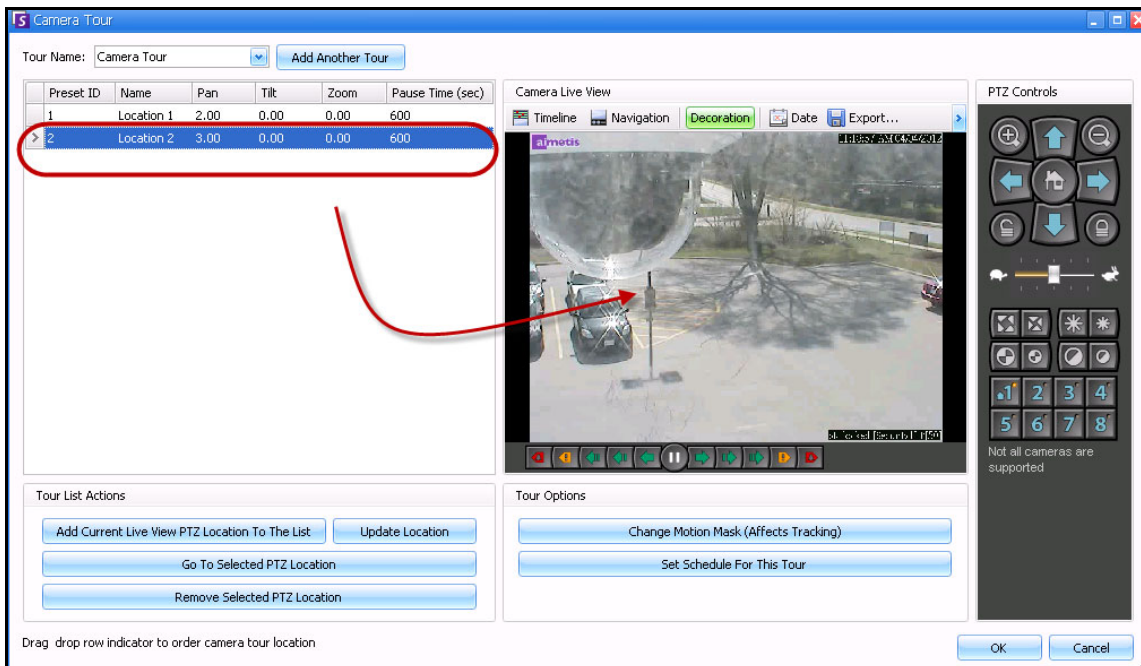 Camera Tour
Tour Name: Camera Tour Add Another Tour
Preset ID Name Pan Tilt Zoom Pause Time (sec)
1 Location 1 2.00 0.00 0.00 600
2 Location 2 3.00 0.00 0.00 600
Camera Live View
Timeline Navigation Decoration Date Export...
aimetis
04/04/2012
PTZ Controls
1 2 3 4
5 6 7 8
Not all cameras are
supported
Tour List Actions
Add Current Live View PTZ Location To The List Update Location
Go To Selected PTZ Location
Remove Selected PTZ Location
Tour Options
Change Motion Mask (Affects Tracking)
Set Schedule For This Tour
Drag drop row indicator to order camera tour location
OK Cancel